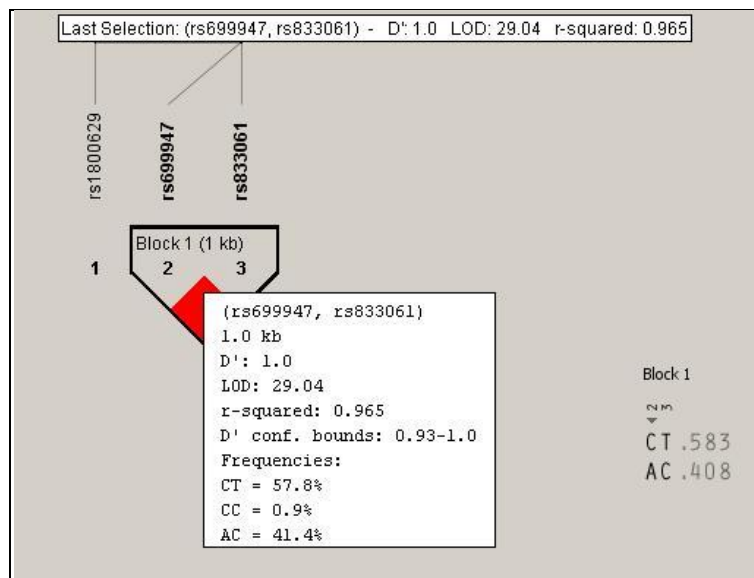 Last Selection: (rs699947, rs833061) - D': 1.0 LOD: 29.04 r-squared: 0.965
rs1800629
rs699947
rs833061
Block 1 (1 kb)
1 2 3
(rs699947, rs833061)
1.0 kb
D': 1.0
LOD: 29.04
r-squared: 0.965
D' conf. bounds: 0.93-1.0
Frequencies:
CT = 57.8%
CC = 0.9%
AC = 41.4%
Block 1
2 3
CT .583
AC .408